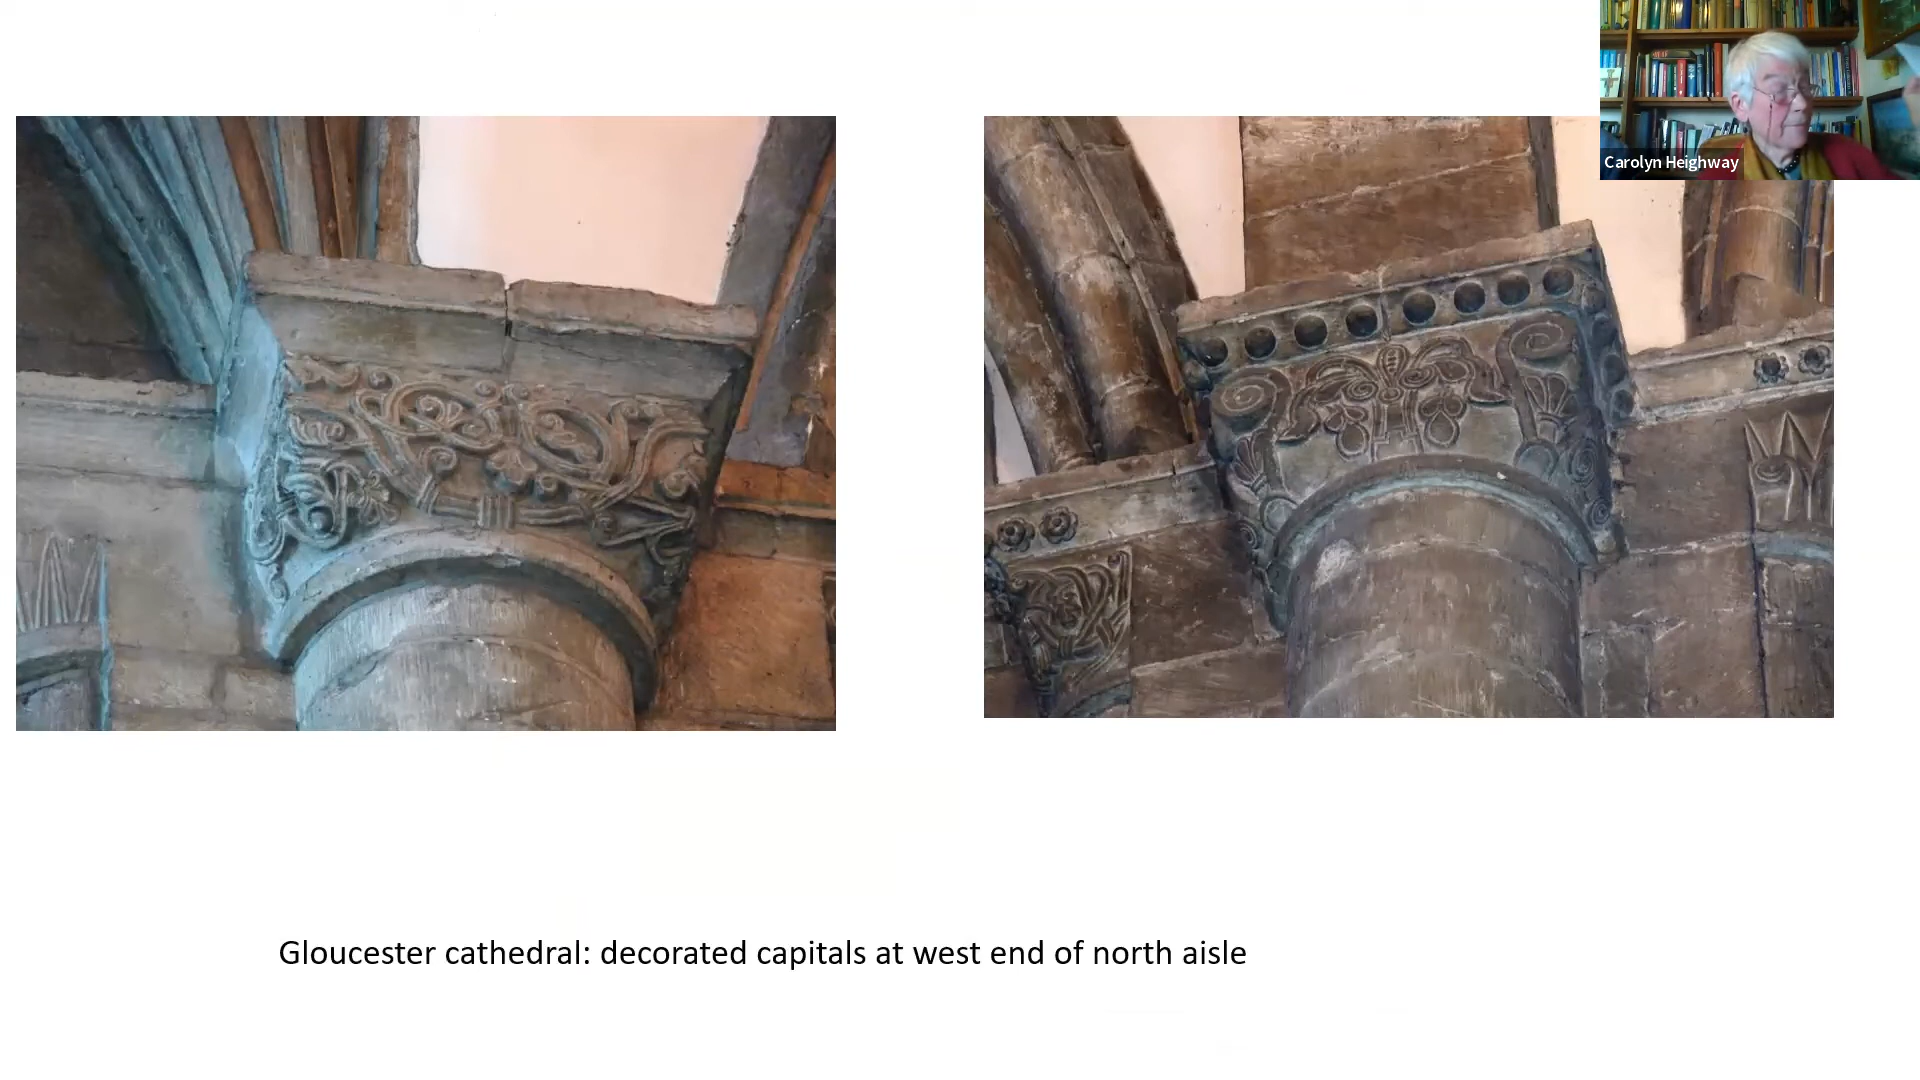 Carolyn Heighway
Gloucester cathedral: decorated capitals at west end of north aisle